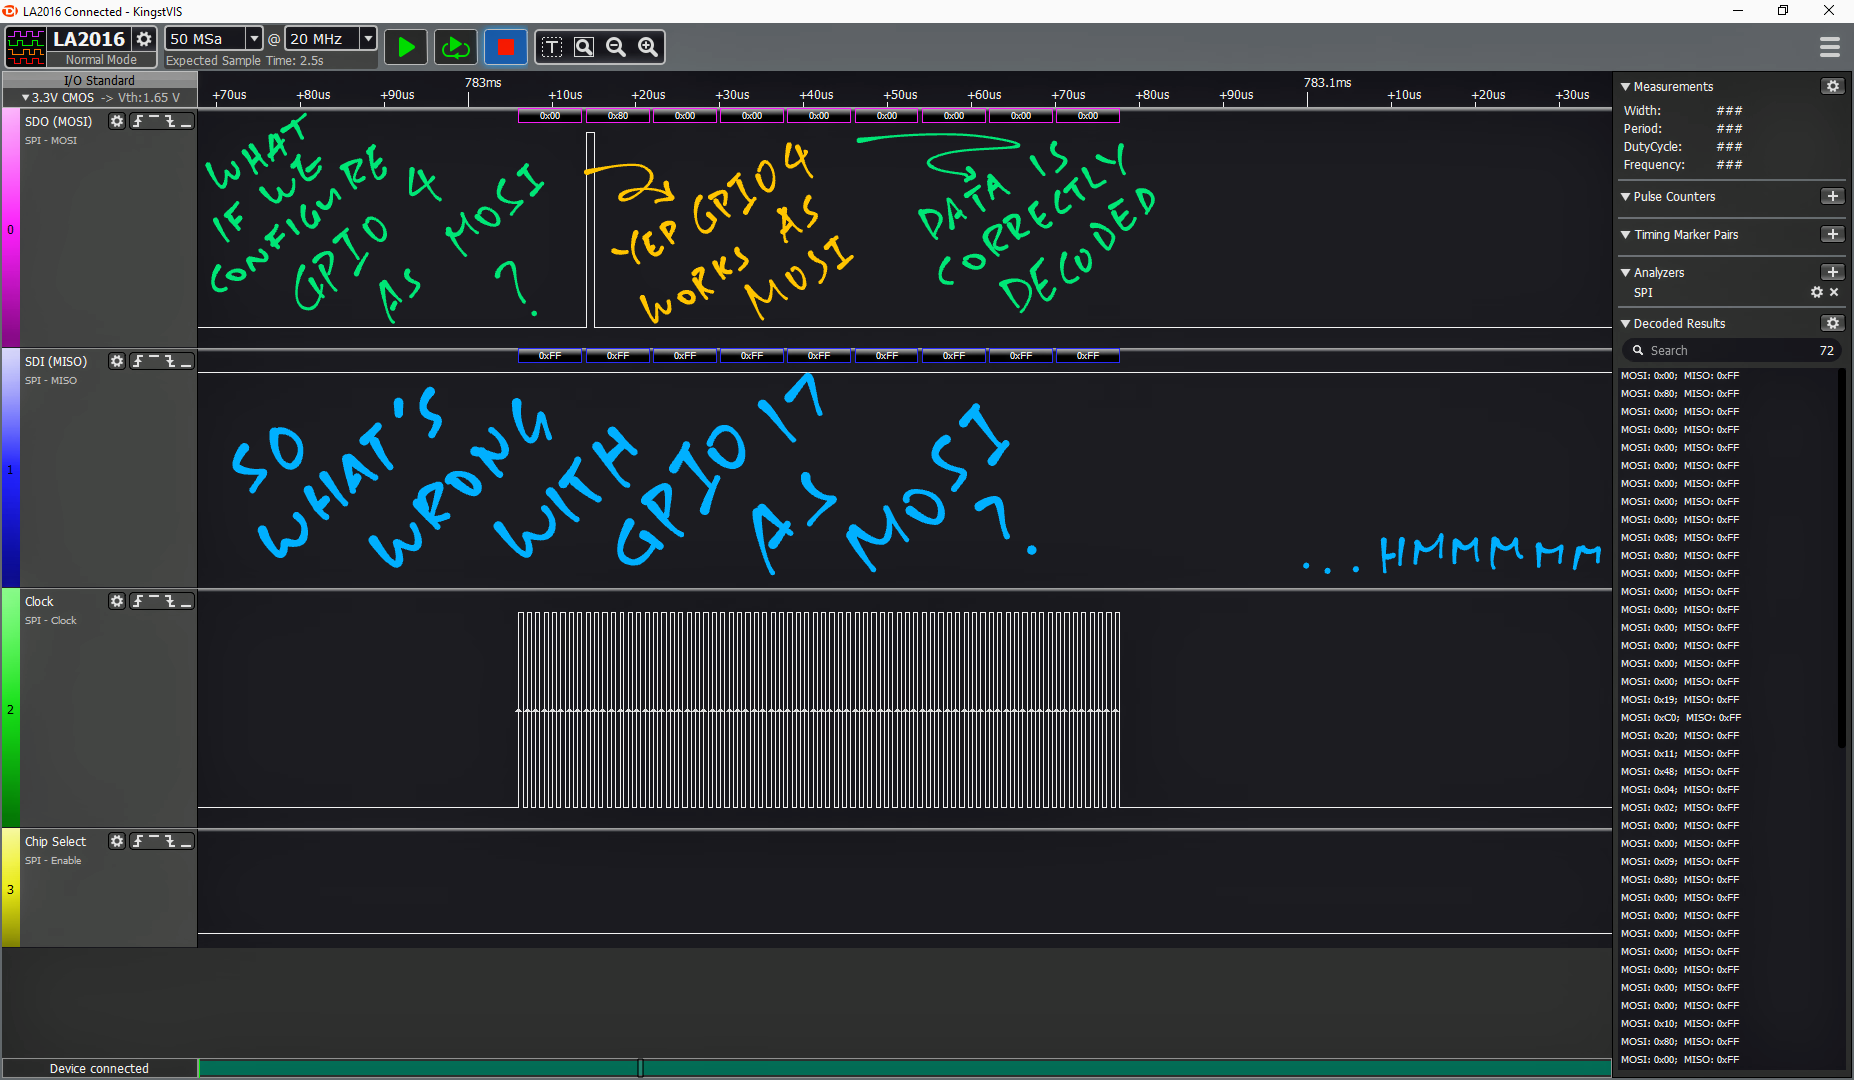 LA2016 Connected - KingstVIS
LA2016
Normal Mode
50 MSa @ 20 MHz
Expected Sample Time: 2.5s
T
I/O Standard
3.3V CMOS -> Vth:1.65 V
783ms 783.1ms
+70us +80us +90us +10us +20us +30us +40us +50us +60us +70us +80us +90us +10us +20us +30us
SDO (MOSI)
SPI - MOSI
0
0x00 0x80 0x00 0x00 0x00 0x00 0x00 0x00 0x00
WHAT
IF WE
CONFIGURE
GPIO 4
AS MOSI
?
YEP GPIO4
WORKS AS
MOSI
DATA IS
CORRECTLY
DECODED
SDI (MISO)
SPI - MISO
1
0xFF 0xFF 0xFF 0xFF 0xFF 0xFF 0xFF 0xFF 0xFF
SO
WHAT'S
WRONG
WITH
GPIO 17
AS
MOSI
?
...HMMMMM
Clock
SPI - Clock
2
Chip Select
SPI - Enable
3
Device connected
Measurements
Width: ###
Period: ###
DutyCycle: ###
Frequency: ###
Pulse Counters
Timing Marker Pairs
Analyzers
SPI
Decoded Results
Search 72
MOSI: 0x00; MISO: 0xFF
MOSI: 0x80; MISO: 0xFF
MOSI: 0x00; MISO: 0xFF
MOSI: 0x00; MISO: 0xFF
MOSI: 0x00; MISO: 0xFF
MOSI: 0x00; MISO: 0xFF
MOSI: 0x00; MISO: 0xFF
MOSI: 0x00; MISO: 0xFF
MOSI: 0x00; MISO: 0xFF
MOSI: 0x08; MISO: 0xFF
MOSI: 0x80; MISO: 0xFF
MOSI: 0x00; MISO: 0xFF
MOSI: 0x00; MISO: 0xFF
MOSI: 0x00; MISO: 0xFF
MOSI: 0x00; MISO: 0xFF
MOSI: 0x00; MISO: 0xFF
MOSI: 0x00; MISO: 0xFF
MOSI: 0x00; MISO: 0xFF
MOSI: 0x19; MISO: 0xFF
MOSI: 0xC0; MISO: 0xFF
MOSI: 0x20; MISO: 0xFF
MOSI: 0x11; MISO: 0xFF
MOSI: 0x48; MISO: 0xFF
MOSI: 0x04; MISO: 0xFF
MOSI: 0x02; MISO: 0xFF
MOSI: 0x00; MISO: 0xFF
MOSI: 0x00; MISO: 0xFF
MOSI: 0x09; MISO: 0xFF
MOSI: 0x80; MISO: 0xFF
MOSI: 0x00; MISO: 0xFF
MOSI: 0x00; MISO: 0xFF
MOSI: 0x00; MISO: 0xFF
MOSI: 0x00; MISO: 0xFF
MOSI: 0x00; MISO: 0xFF
MOSI: 0x00; MISO: 0xFF
MOSI: 0x00; MISO: 0xFF
MOSI: 0x10; MISO: 0xFF
MOSI: 0x80; MISO: 0xFF
MOSI: 0x00; MISO: 0xFF